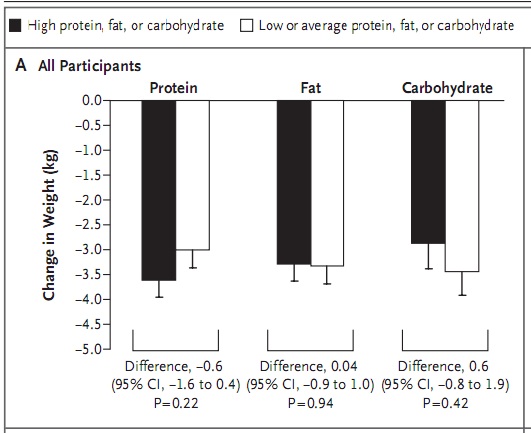 High protein, fat, or carbohydrate Low or average protein, fat, or carbohydrate
A All Participants
Protein Fat Carbohydrate
Change in Weight (kg)
0.0
−0.5
−1.0
−1.5
−2.0
−2.5
−3.0
−3.5
−4.0
−4.5
−5.0
Difference, −0.6 Difference, 0.04 Difference, 0.6
(95% CI, −1.6 to 0.4) (95% CI, −0.9 to 1.0) (95% CI, −0.8 to 1.9)
P=0.22 P=0.94 P=0.42